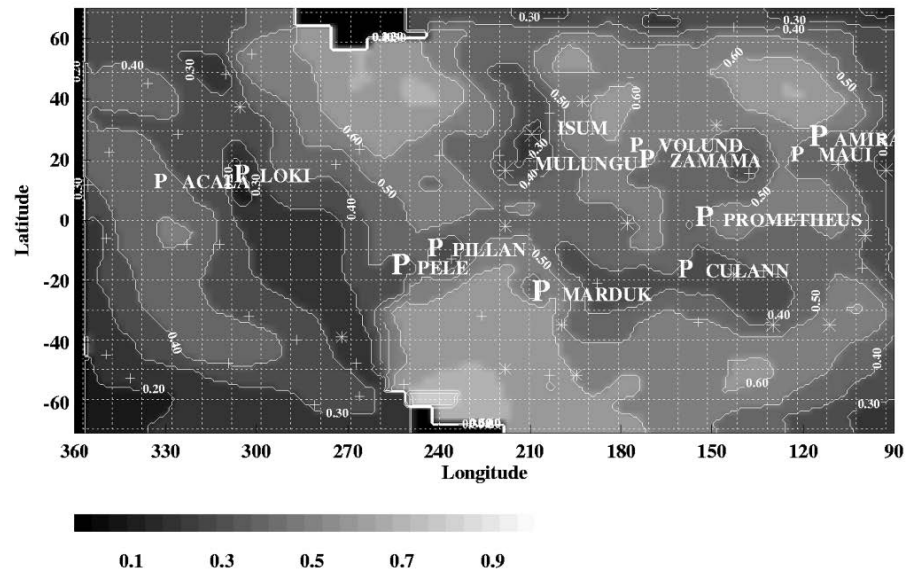 60
40
20
0
-20
-40
-60
Latitude
0.30
0.30
0.40
0.20
0.40
0.30
0.60
0.50
0.60
0.60
P ISUM
0.30
P VOLUND
P AMIRA
P MAUI
MULUNGU
P ZAMAMA
0.40
P ACALA
P LOKI
0.30
0.50
0.50
0.40
0.50
0.50
P PROMETHEUS
0.50
P PILLAN
P PELE
P CULANN
P MARDUK
0.40
0.40
0.50
0.40
0.20
0.30
0.60
0.30
360 330 300 270 240 210 180 150 120 90
Longitude
0.1 0.3 0.5 0.7 0.9